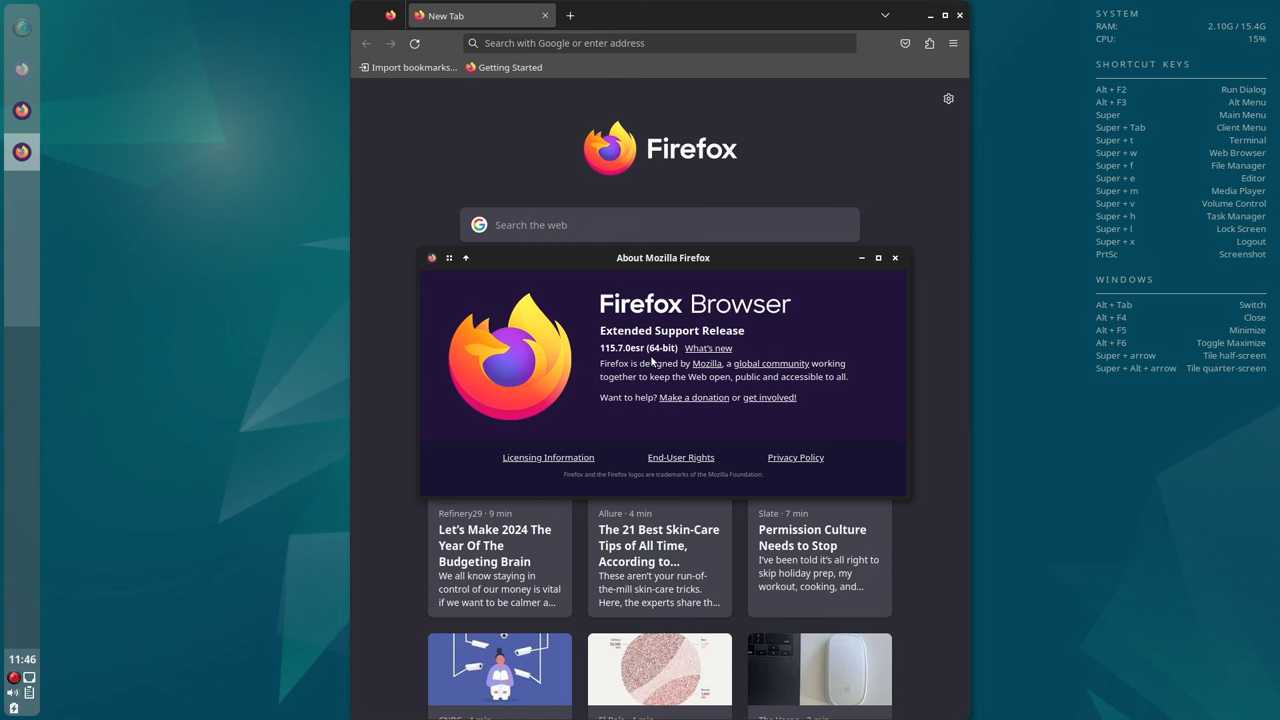 New Tab
Search with Google or enter address
Import bookmarks...
Getting Started
Firefox
Search the web
About Mozilla Firefox
Firefox Browser
Extended Support Release
115.7.0esr (64-bit) What's new
Firefox is designed by Mozilla, a global community working
together to keep the Web open, public and accessible to all.
Want to help? Make a donation or get involved!
Licensing Information End-User Rights Privacy Policy
Firefox and the Firefox logos are trademarks of the Mozilla Foundation.
Refinery29 · 9 min
Let's Make 2024 The
Year Of The
Budgeting Brain
We all know staying in
control of our money is vital
if we want to be calmer a...
Allure · 4 min
The 21 Best Skin-Care
Tips of All Time,
According to...
These aren't your run-of-
the-mill skin-care tricks.
Here, the experts share th...
Slate · 7 min
Permission Culture
Needs to Stop
I've been told it's all right to
skip holiday prep, my
workout, cooking, and...
11:46
SYSTEM
RAM: 2.10G / 15.4G
CPU: 15%
SHORTCUT KEYS
Alt + F2 Run Dialog
Alt + F3 Alt Menu
Super Main Menu
Super + Tab Client Menu
Super + t Terminal
Super + w Web Browser
Super + f File Manager
Super + e Editor
Super + m Media Player
Super + v Volume Control
Super + h Task Manager
Super + l Lock Screen
Super + x Logout
PrtSc Screenshot
WINDOWS
Alt + Tab Switch
Alt + F4 Close
Alt + F5 Minimize
Alt + F6 Toggle Maximize
Super + arrow Tile half-screen
Super + Alt + arrow Tile quarter-screen